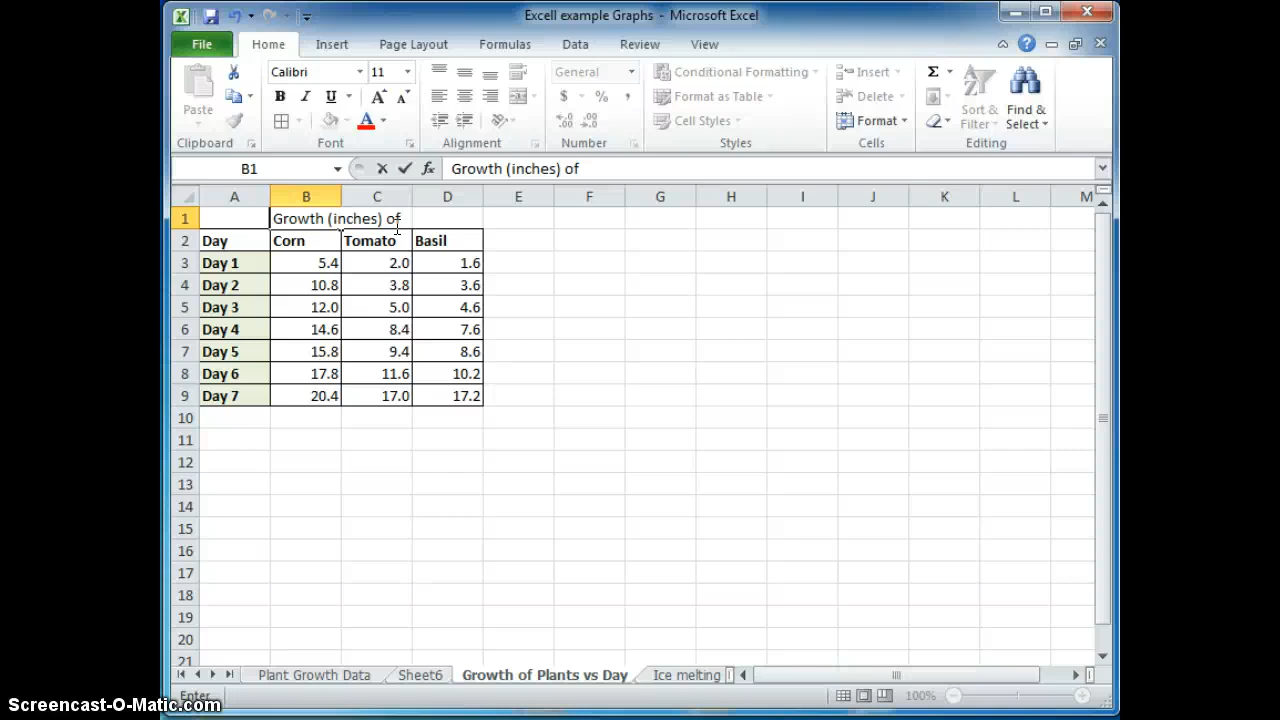 Excell example Graphs - Microsoft Excel
File Home Insert Page Layout Formulas Data Review View
Calibri 11 General Conditional Formatting Insert Σ
Paste B I U A A $ % , Format as Table Delete Sort & Filter Find & Select
A Cell Styles Format
Clipboard Font Alignment Number Styles Cells Editing
B1 fx Growth (inches) of
A B C D E F G H I J K L M
1 Growth (inches) of
2 Day Corn Tomato Basil
3 Day 1 5.4 2.0 1.6
4 Day 2 10.8 3.8 3.6
5 Day 3 12.0 5.0 4.6
6 Day 4 14.6 8.4 7.6
7 Day 5 15.8 9.4 8.6
8 Day 6 17.8 11.6 10.2
9 Day 7 20.4 17.0 17.2
10
11
12
13
14
15
16
17
18
19
20
21
Plant Growth Data Sheet6 Growth of Plants vs Day Ice melting
Enter 100%
Screencast-O-Matic.com